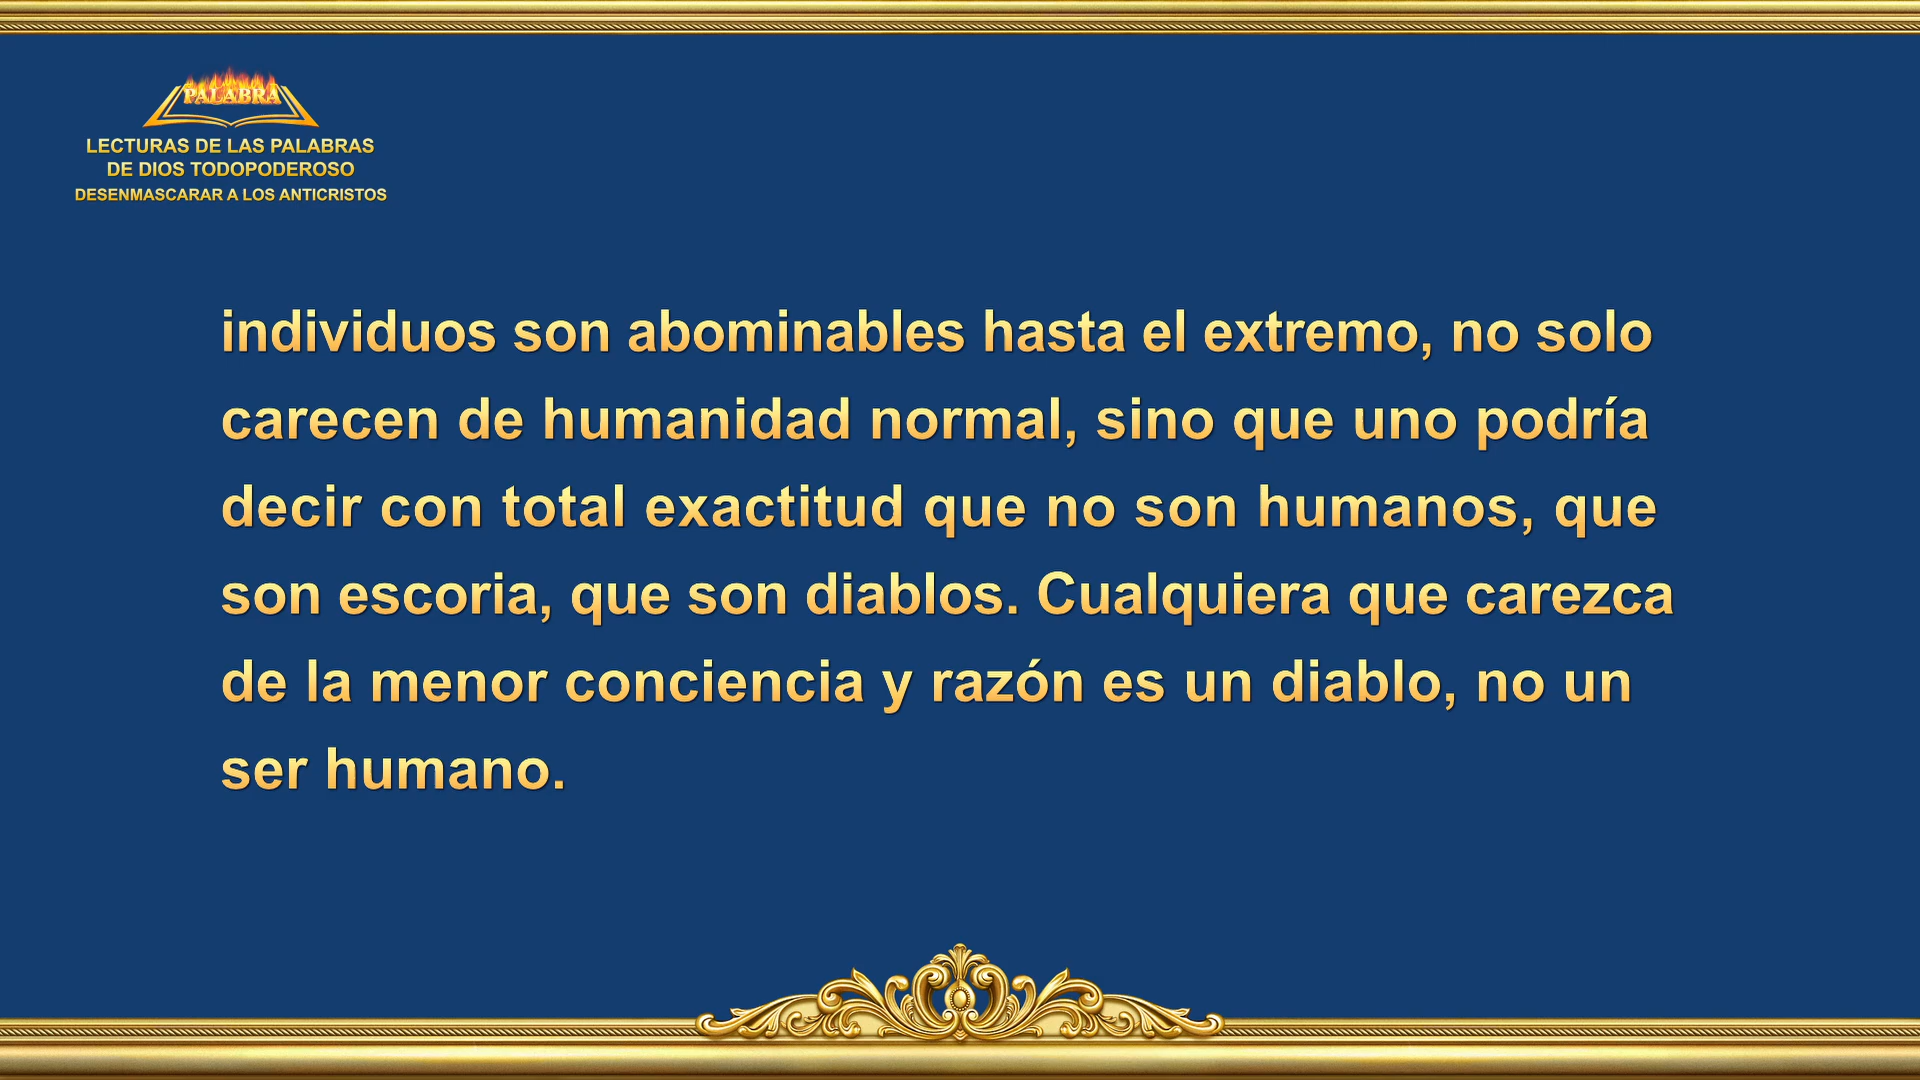 PALABRA
LECTURAS DE LAS PALABRAS
DE DIOS TODOPODEROSO
DESENMASCARAR A LOS ANTICRISTOS
individuos son abominables hasta el extremo, no solo
carecen de humanidad normal, sino que uno podría
decir con total exactitud que no son humanos, que
son escoria, que son diablos. Cualquiera que carezca
de la menor conciencia y razón es un diablo, no un
ser humano.